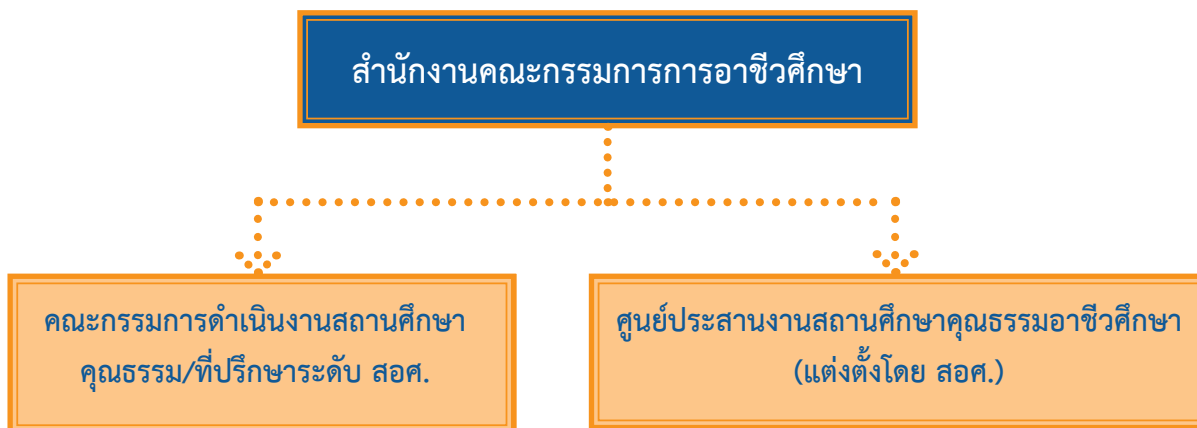 สำนักงานคณะกรรมการการอาชีวศึกษา
คณะกรรมการดำเนินงานสถานศึกษา
คุณธรรม/ที่ปรึกษาระดับ สอศ.
ศูนย์ประสานงานสถานศึกษาคุณธรรมอาชีวศึกษา
(แต่งตั้งโดย สอศ.)